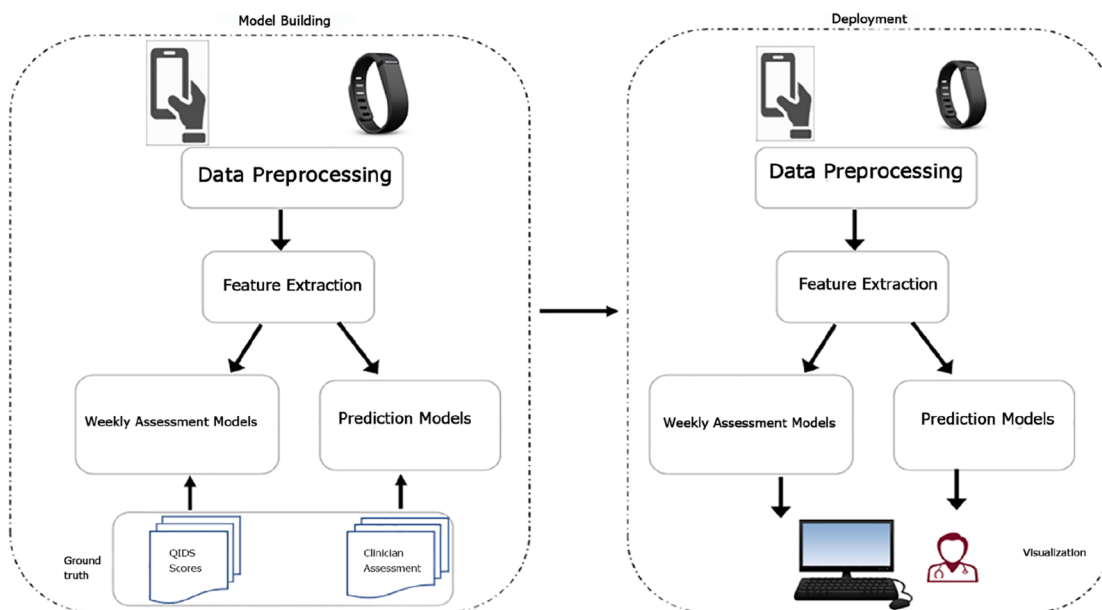 Model Building
Data Preprocessing
Feature Extraction
Weekly Assessment Models
Prediction Models
Ground
truth
QIDS
Scores
Clinician
Assessment
Deployment
Data Preprocessing
Feature Extraction
Weekly Assessment Models
Prediction Models
Visualization